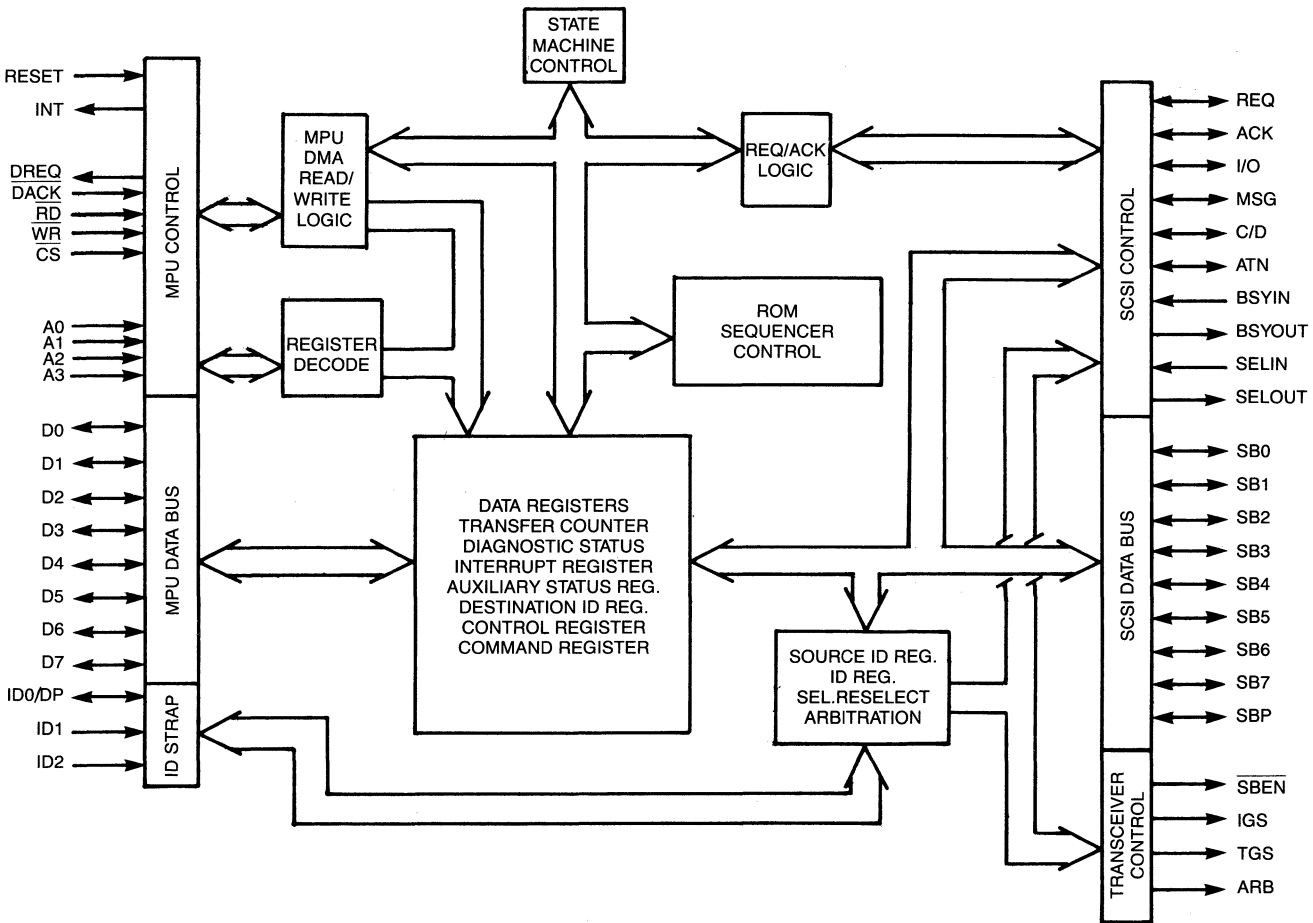 STATE
MACHINE
CONTROL
RESET
INT
DREQ
DACK
RD
WR
CS
A0
A1
A2
A3
D0
D1
D2
D3
D4
D5
D6
D7
ID0/DP
ID1
ID2
MPU CONTROL
MPU DATA BUS
ID STRAP
MPU
DMA
READ/
WRITE
LOGIC
REGISTER
DECODE
REQ/ACK
LOGIC
ROM
SEQUENCER
CONTROL
DATA REGISTERS
TRANSFER COUNTER
DIAGNOSTIC STATUS
INTERRUPT REGISTER
AUXILIARY STATUS REG.
DESTINATION ID REG.
CONTROL REGISTER
COMMAND REGISTER
SOURCE ID REG.
ID REG.
SEL.RESELECT
ARBITRATION
SCSI CONTROL
SCSI DATA BUS
TRANSCEIVER
CONTROL
REQ
ACK
I/O
MSG
C/D
ATN
BSYIN
BSYOUT
SELIN
SELOUT
SB0
SB1
SB2
SB3
SB4
SB5
SB6
SB7
SBP
SBEN
IGS
TGS
ARB